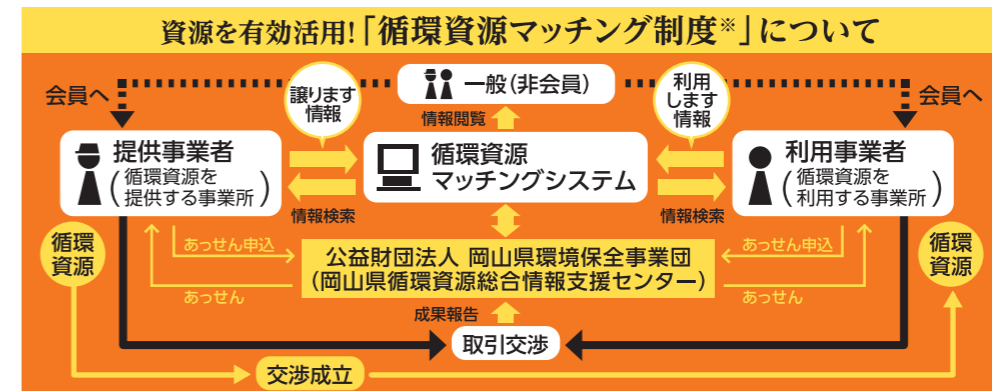 資源を有効活用!「循環資源マッチング制度※」について
会員へ
譲ります
情報
一般(非会員)
利用
します
情報
会員へ
情報閲覧
提供事業者
(循環資源を
提供する事業所)
循環資源
マッチングシステム
利用事業者
(循環資源を
利用する事業所)
情報検索
情報検索
循環
資源
あっせん申込
あっせん
公益財団法人 岡山県環境保全事業団
(岡山県循環資源総合情報支援センター)
あっせん申込
あっせん
循環
資源
成果報告
取引交渉
交渉成立